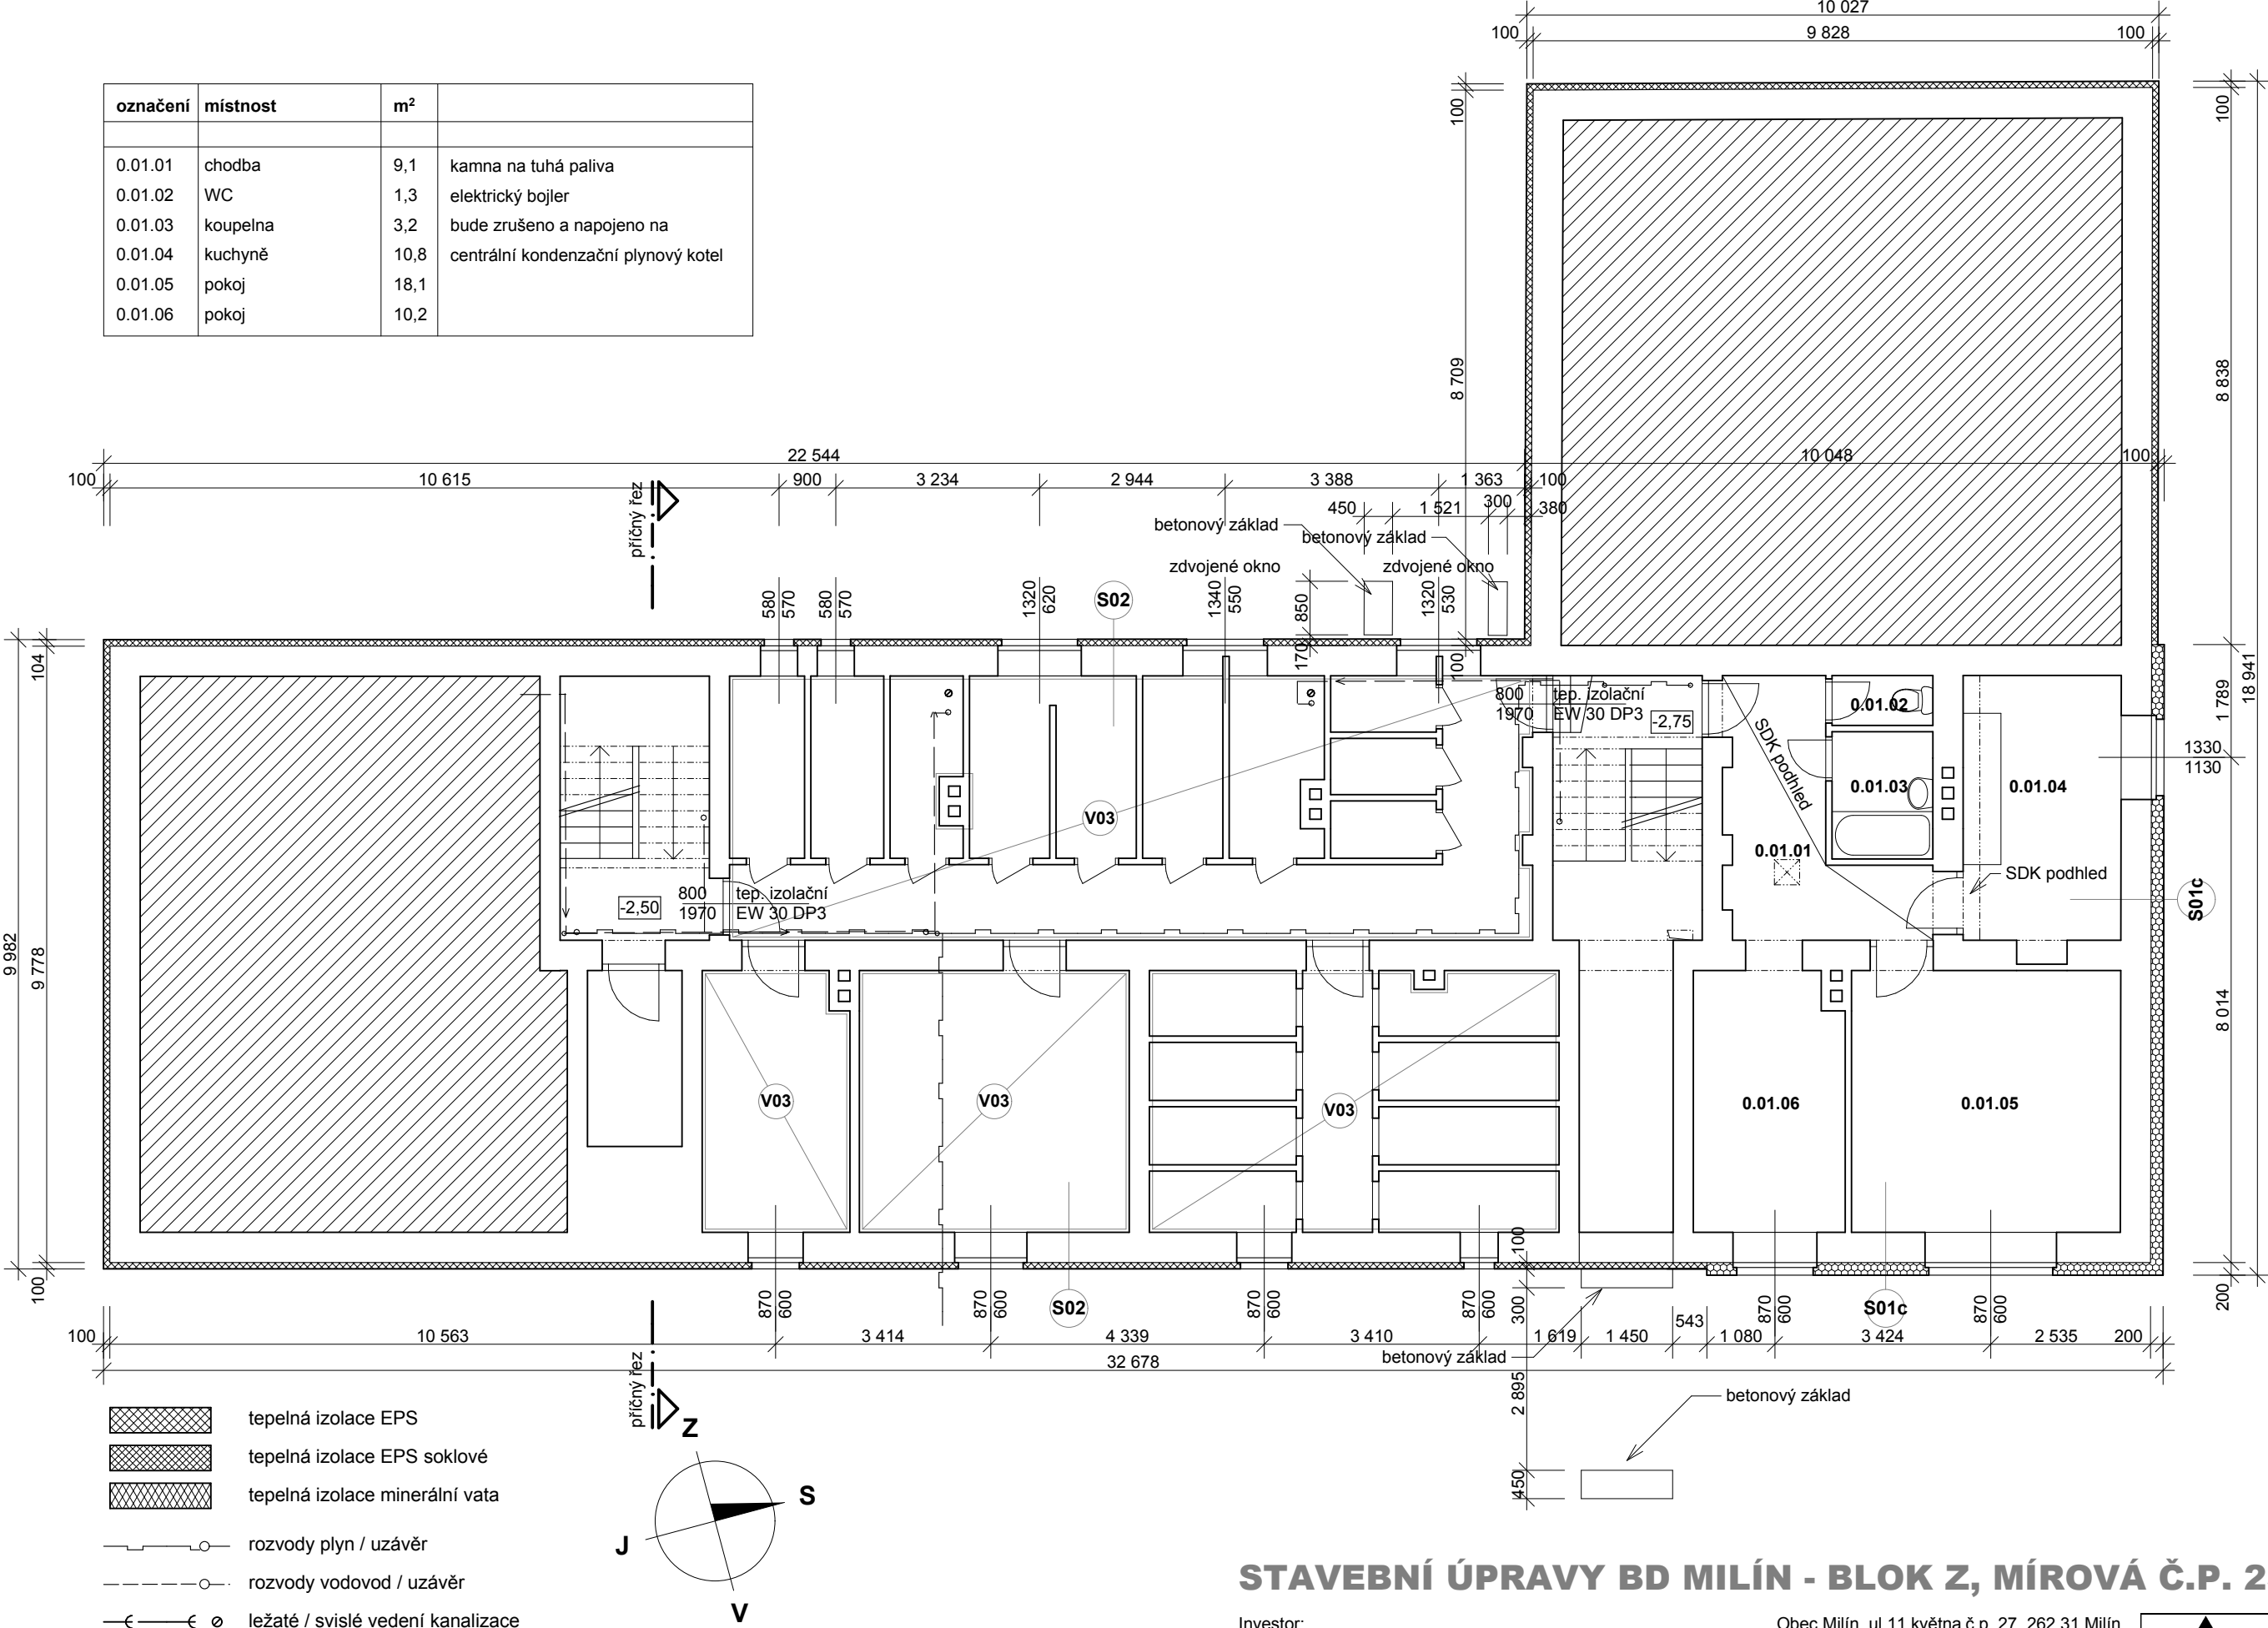 10 027
100 9 828 100
označení místnost m²
0.01.01 chodba 9,1 kamna na tuhá paliva
0.01.02 WC 1,3 elektrický bojler
0.01.03 koupelna 3,2 bude zrušeno a napojeno na
0.01.04 kuchyně 10,8 centrální kondenzační plynový kotel
0.01.05 pokoj 18,1
0.01.06 pokoj 10,2
100
8 709
100
8 838
22 544 10 048 100
100 10 615 900 3 234 2 944 3 388 1 363 100
450 1 521 300 380
příčný řez
betonový základ
betonový základ
zdvojené okno zdvojené okno
580
570
580
570
1320
620
S02
1340
550
850
1320
530
170
100
104
9 982
9 778
100
1 789
18 941
1330
1130
8 014
200
800 tep. izolační
1970 EW 30 DP3
-2,75
SDK podhled
0.01.02
0.01.03
0.01.04
0.01.01
SDK podhled
S01c
V03
-2,50
800 tep. izolační
1970 EW 30 DP3
V03
V03
V03
0.01.06
0.01.05
100
300
870
600
870
600
S02
870
600
870
600
870
600
S01c
870
600
543
100 10 563 3 414 4 339 3 410 1 619 1 450 1 080 3 424 2 535 200
32 678
betonový základ
příčný řez
2 895
betonový základ
450
tepelná izolace EPS
tepelná izolace EPS soklové
tepelná izolace minerální vata
rozvody plyn / uzávěr
rozvody vodovod / uzávěr
ležaté / svislé vedení kanalizace
Z
S
J
V
STAVEBNÍ ÚPRAVY BD MILÍN - BLOK Z, MÍROVÁ Č.P. 2
Investor: Obec Milín, ul.11.května č.p. 27, 262 31 Milín